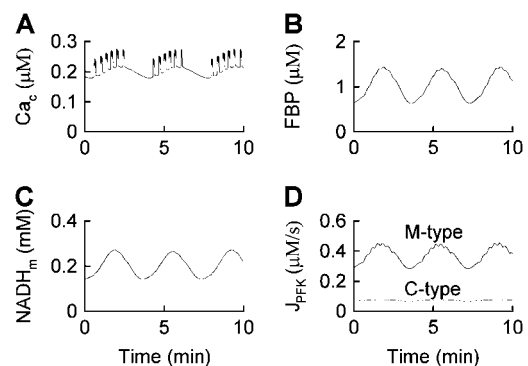 A
B
Ca_c (μM)
0.3
0.2
0.1
0
0
5
10
FBP (μM)
2
1
0
0
5
10
C
D
NADH_m (mM)
0.4
0.2
0
0
5
10
Time (min)
J_PFK (μM/s)
0.6
0.4
0.2
0
M-type
C-type
0
5
10
Time (min)